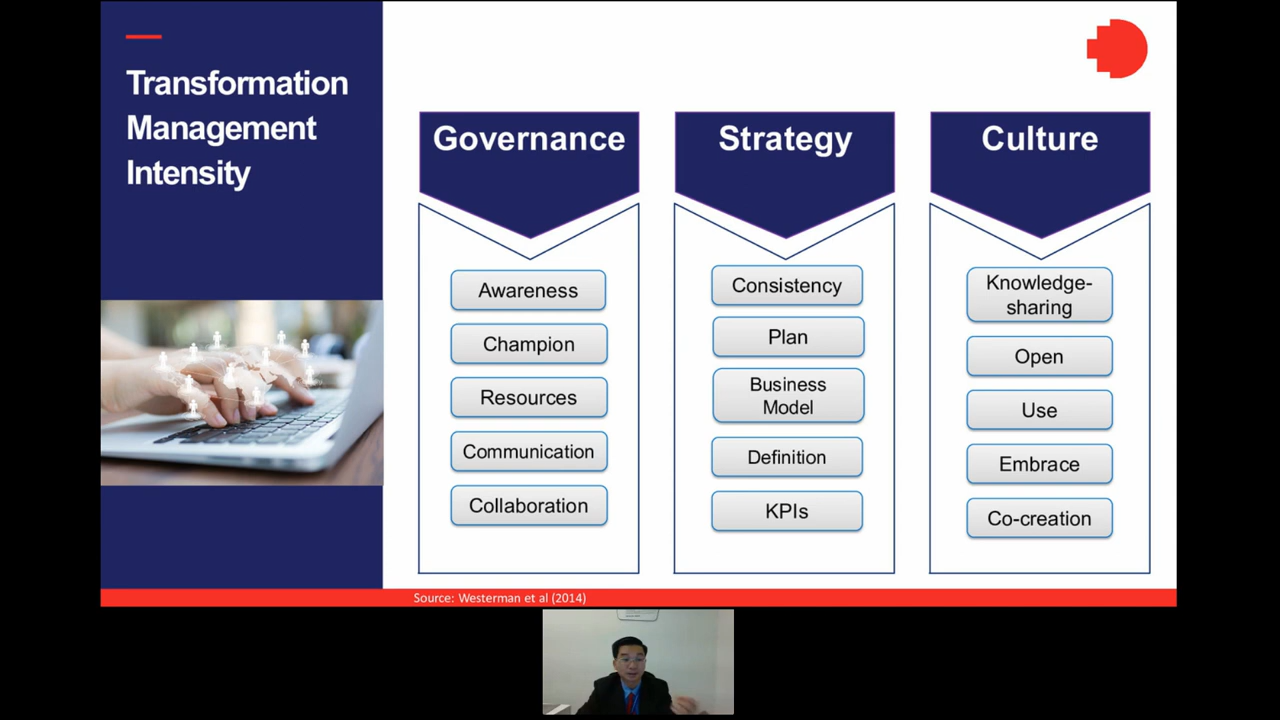 Transformation
Management
Intensity
Governance
Awareness
Champion
Resources
Communication
Collaboration
Strategy
Consistency
Plan
Business
Model
Definition
KPIs
Culture
Knowledge-
sharing
Open
Use
Embrace
Co-creation
Source: Westerman et al (2014)